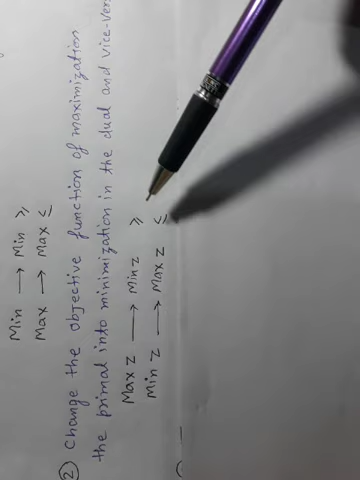 Min → Min ≥
Max → Max ≤
② Change the objective function of maximization
the primal into minimization in the dual and vice-ver
Max Z → Min Z ≥
Min Z → Max Z ≤